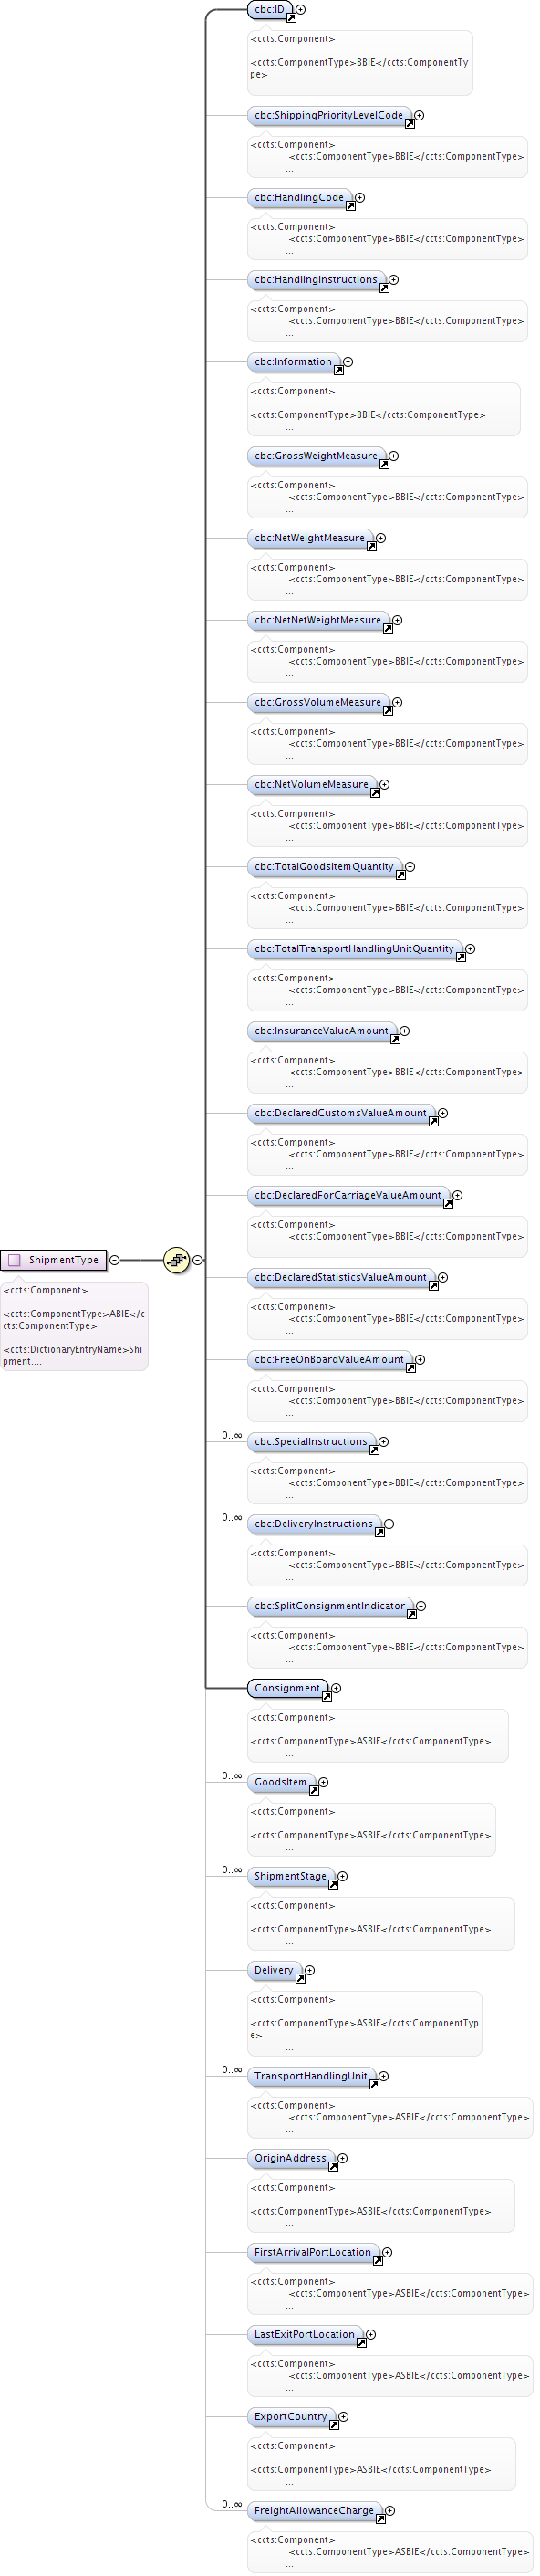 cbc:ID
<ccts:Component>
<ccts:ComponentType>BBIE</ccts:ComponentTy
pe>
...
cbc:ShippingPriorityLevelCode
<ccts:Component>
<ccts:ComponentType>BBIE</ccts:ComponentType>
...
cbc:HandlingCode
<ccts:Component>
<ccts:ComponentType>BBIE</ccts:ComponentType>
...
cbc:HandlingInstructions
<ccts:Component>
<ccts:ComponentType>BBIE</ccts:ComponentType>
...
cbc:Information
<ccts:Component>
<ccts:ComponentType>BBIE</ccts:ComponentType>
...
cbc:GrossWeightMeasure
<ccts:Component>
<ccts:ComponentType>BBIE</ccts:ComponentType>
...
cbc:NetWeightMeasure
<ccts:Component>
<ccts:ComponentType>BBIE</ccts:ComponentType>
...
cbc:NetNetWeightMeasure
<ccts:Component>
<ccts:ComponentType>BBIE</ccts:ComponentType>
...
cbc:GrossVolumeMeasure
<ccts:Component>
<ccts:ComponentType>BBIE</ccts:ComponentType>
...
cbc:NetVolumeMeasure
<ccts:Component>
<ccts:ComponentType>BBIE</ccts:ComponentType>
...
cbc:TotalGoodsItemQuantity
<ccts:Component>
<ccts:ComponentType>BBIE</ccts:ComponentType>
...
cbc:TotalTransportHandlingUnitQuantity
<ccts:Component>
<ccts:ComponentType>BBIE</ccts:ComponentType>
...
cbc:InsuranceValueAmount
<ccts:Component>
<ccts:ComponentType>BBIE</ccts:ComponentType>
...
cbc:DeclaredCustomsValueAmount
<ccts:Component>
<ccts:ComponentType>BBIE</ccts:ComponentType>
...
cbc:DeclaredForCarriageValueAmount
<ccts:Component>
<ccts:ComponentType>BBIE</ccts:ComponentType>
...
ShipmentType
<ccts:Component>
<ccts:ComponentType>ABIE</c
cts:ComponentType>
<ccts:DictionaryEntryName>Shi
pment....
cbc:DeclaredStatisticsValueAmount
<ccts:Component>
<ccts:ComponentType>BBIE</ccts:ComponentType>
...
cbc:FreeOnBoardValueAmount
<ccts:Component>
<ccts:ComponentType>BBIE</ccts:ComponentType>
...
0..∞ cbc:SpecialInstructions
<ccts:Component>
<ccts:ComponentType>BBIE</ccts:ComponentType>
...
0..∞ cbc:DeliveryInstructions
<ccts:Component>
<ccts:ComponentType>BBIE</ccts:ComponentType>
...
cbc:SplitConsignmentIndicator
<ccts:Component>
<ccts:ComponentType>BBIE</ccts:ComponentType>
...
Consignment
<ccts:Component>
<ccts:ComponentType>ASBIE</ccts:ComponentType>
...
0..∞ GoodsItem
<ccts:Component>
<ccts:ComponentType>ASBIE</ccts:ComponentType>
...
0..∞ ShipmentStage
<ccts:Component>
<ccts:ComponentType>ASBIE</ccts:ComponentType>
...
Delivery
<ccts:Component>
<ccts:ComponentType>ASBIE</ccts:ComponentTyp
e>
...
0..∞ TransportHandlingUnit
<ccts:Component>
<ccts:ComponentType>ASBIE</ccts:ComponentType>
...
OriginAddress
<ccts:Component>
<ccts:ComponentType>ASBIE</ccts:ComponentType>
...
FirstArrivalPortLocation
<ccts:Component>
<ccts:ComponentType>ASBIE</ccts:ComponentType>
...
LastExitPortLocation
<ccts:Component>
<ccts:ComponentType>ASBIE</ccts:ComponentType>
...
ExportCountry
<ccts:Component>
<ccts:ComponentType>ASBIE</ccts:ComponentType>
...
0..∞ FreightAllowanceCharge
<ccts:Component>
<ccts:ComponentType>ASBIE</ccts:ComponentType>
...